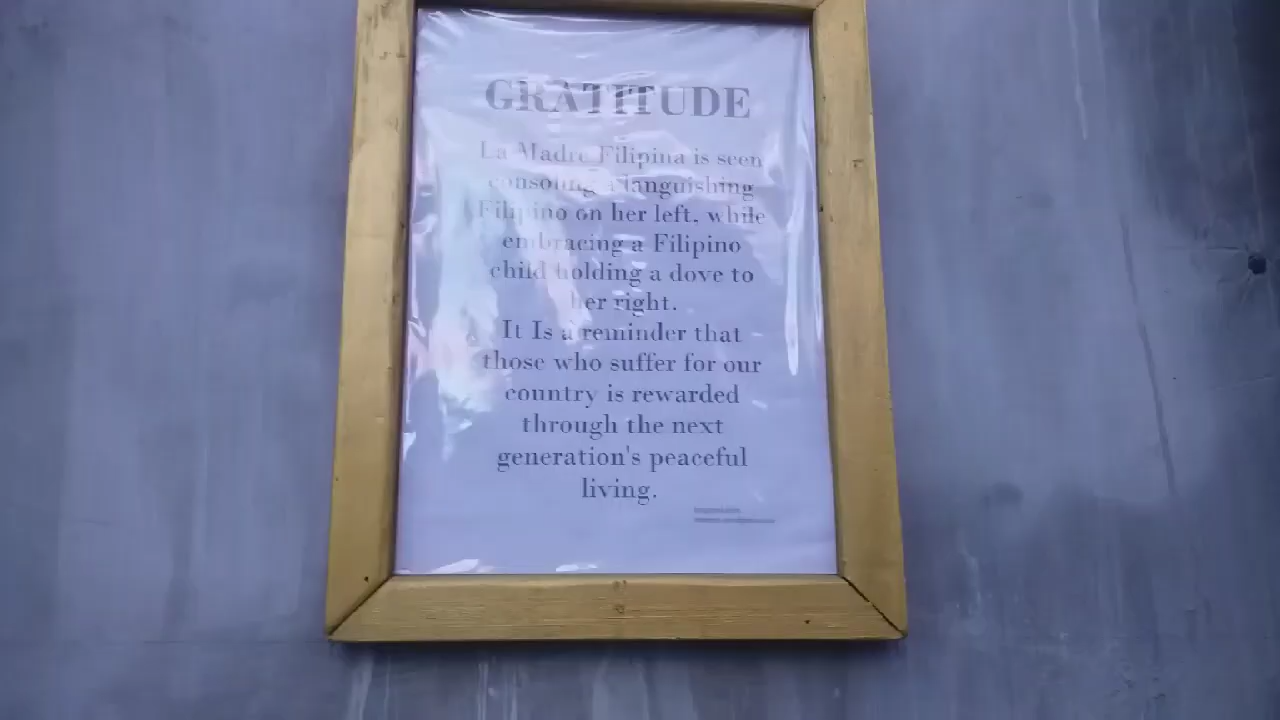 GRATITUDE
La Madre Filipina is seen
consoling a languishing
Filipino on her left, while
embracing a Filipino
child holding a dove to
her right.
It Is a reminder that
those who suffer for our
country is rewarded
through the next
generation's peaceful
living.